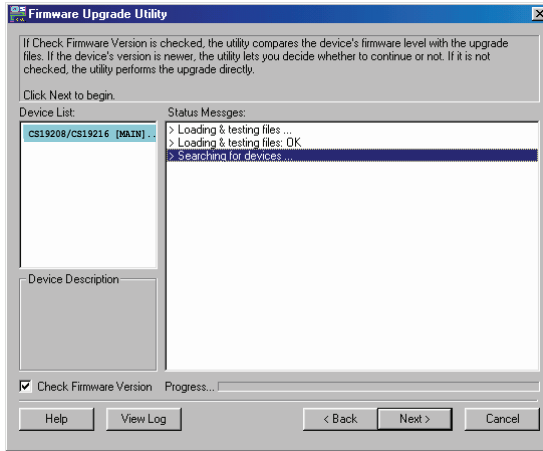 Firmware Upgrade Utility
If Check Firmware Version is checked, the utility compares the device's firmware level with the upgrade
files. If the device's version is newer, the utility lets you decide whether to continue or not. If it is not
checked, the utility performs the upgrade directly.
Click Next to begin.
Device List:
Status Messges:
CS19208/CS19216 [MAIN]..
> Loading & testing files ...
> Loading & testing files: OK
> Searching for devices ...
Device Description
Check Firmware Version
Progress...
Help
View Log
< Back
Next >
Cancel